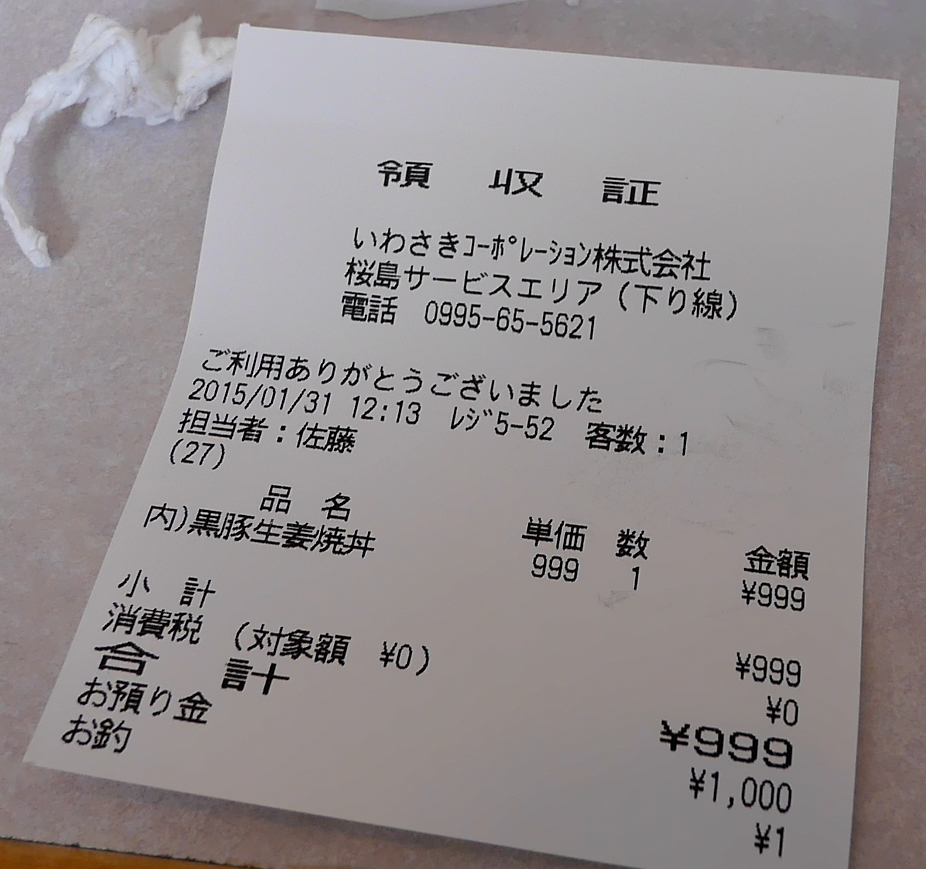 領 収 証
いわさきｺｰﾎﾟﾚｰｼｮﾝ株式会社
桜島サービスエリア（下り線）
電話 0995-65-5621
ご利用ありがとうございました
2015/01/31 12:13 ﾚｼﾞ5-52 客数：1
担当者：佐藤
(27)
品 名 単価 数 金額
内)黒豚生姜焼丼 999 1 ¥999
小 計 ¥999
消費税 (対象額 ¥0) ¥0
合 計 ¥999
お預り金 ¥1,000
お釣 ¥1